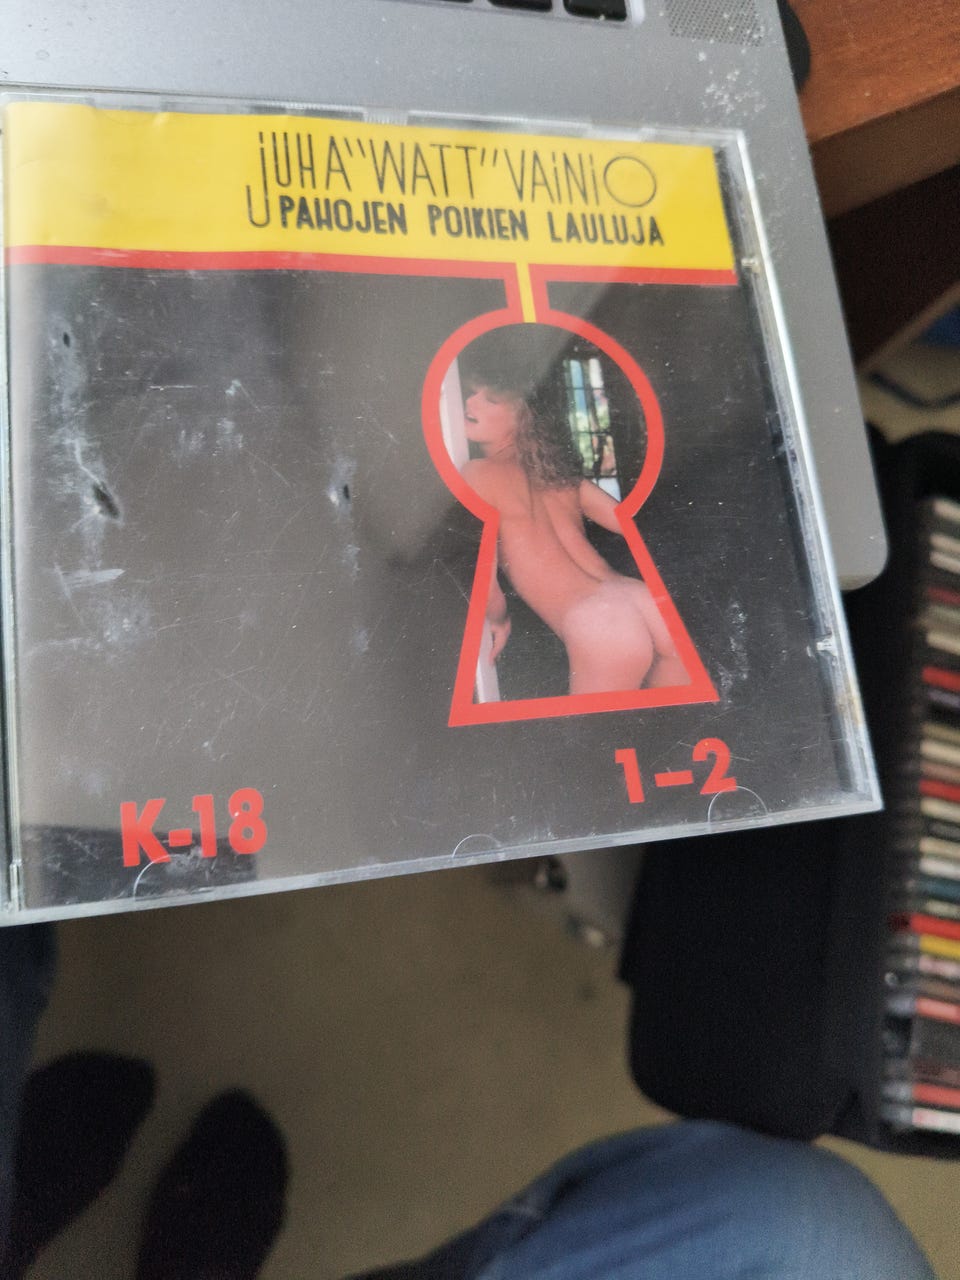 JUHA "WATT" VAINIO
PAHOJEN POIKIEN LAULUJA
1-2
K-18